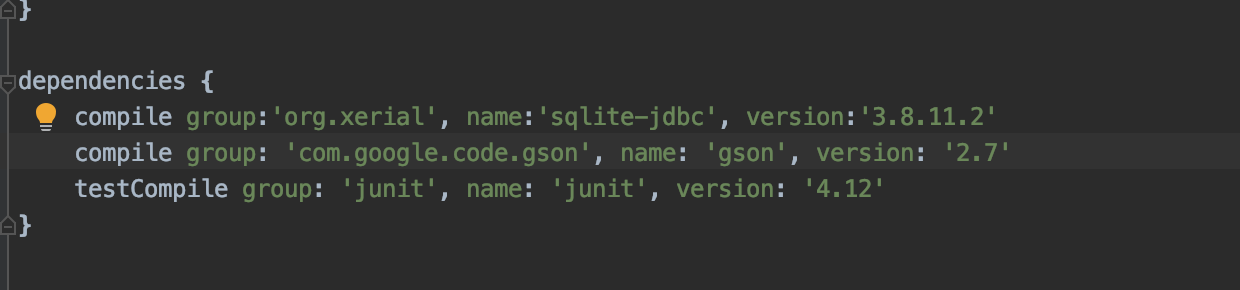 }
dependencies {
compile group:'org.xerial', name:'sqlite-jdbc', version:'3.8.11.2'
compile group: 'com.google.code.gson', name: 'gson', version: '2.7'
testCompile group: 'junit', name: 'junit', version: '4.12'
}